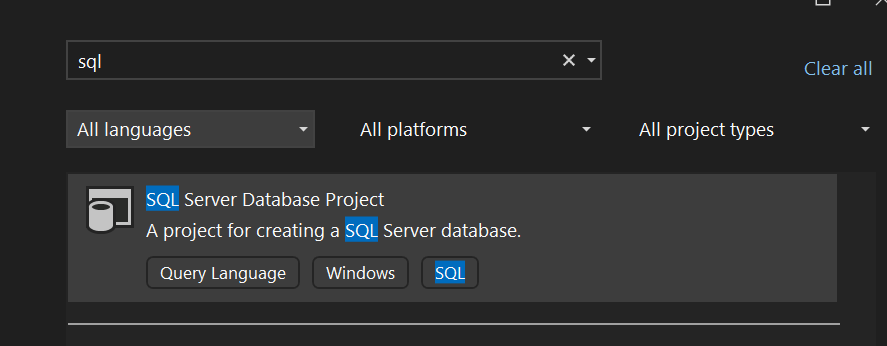 sql
Clear all
All languages
All platforms
All project types
SQL Server Database Project
A project for creating a SQL Server database.
Query Language
Windows
SQL